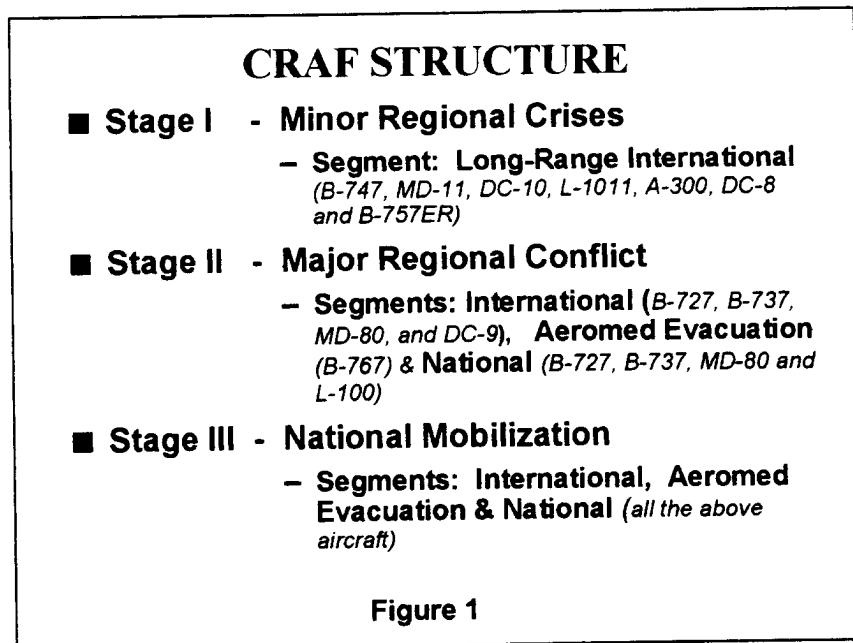 CRAF STRUCTURE
■ Stage I - Minor Regional Crises
– Segment: Long-Range International
(B-747, MD-11, DC-10, L-1011, A-300, DC-8
and B-757ER)
■ Stage II - Major Regional Conflict
– Segments: International (B-727, B-737,
MD-80, and DC-9), Aeromed Evacuation
(B-767) & National (B-727, B-737, MD-80 and
L-100)
■ Stage III - National Mobilization
– Segments: International, Aeromed
Evacuation & National (all the above
aircraft)
Figure 1